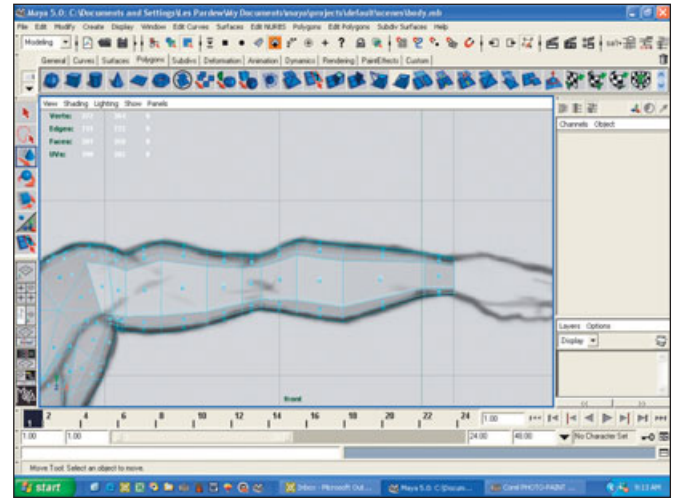 Maya 5.0: C:\Documents and Settings\Les Pardew\My Documents\maya\projects\default\scenes\body.mb
File Edit Modify Create Display Window Edit Curves Surfaces Edit NURBS Polygons Edit Polygons Subdiv Surfaces Help
Modeling
General Curves Surfaces Polygons Subdivs Deformation Animation Dynamics Rendering PaintEffects Custom
View Shading Lighting Show Panels
Verts:
Edges:
Faces:
UVs:
Channels Object
front
Layers Options
Display
2 4 6 8 10 12 14 16 18 20 22 24 1.00
1
1.00 1.00 24.00 48.00 No Character Set
Move Tool: Select an object to move.
start Inbox - Microsoft Out... Maya 5.0: C:\Docum... Corel PHOTO-PAINT ... 9:13 AM